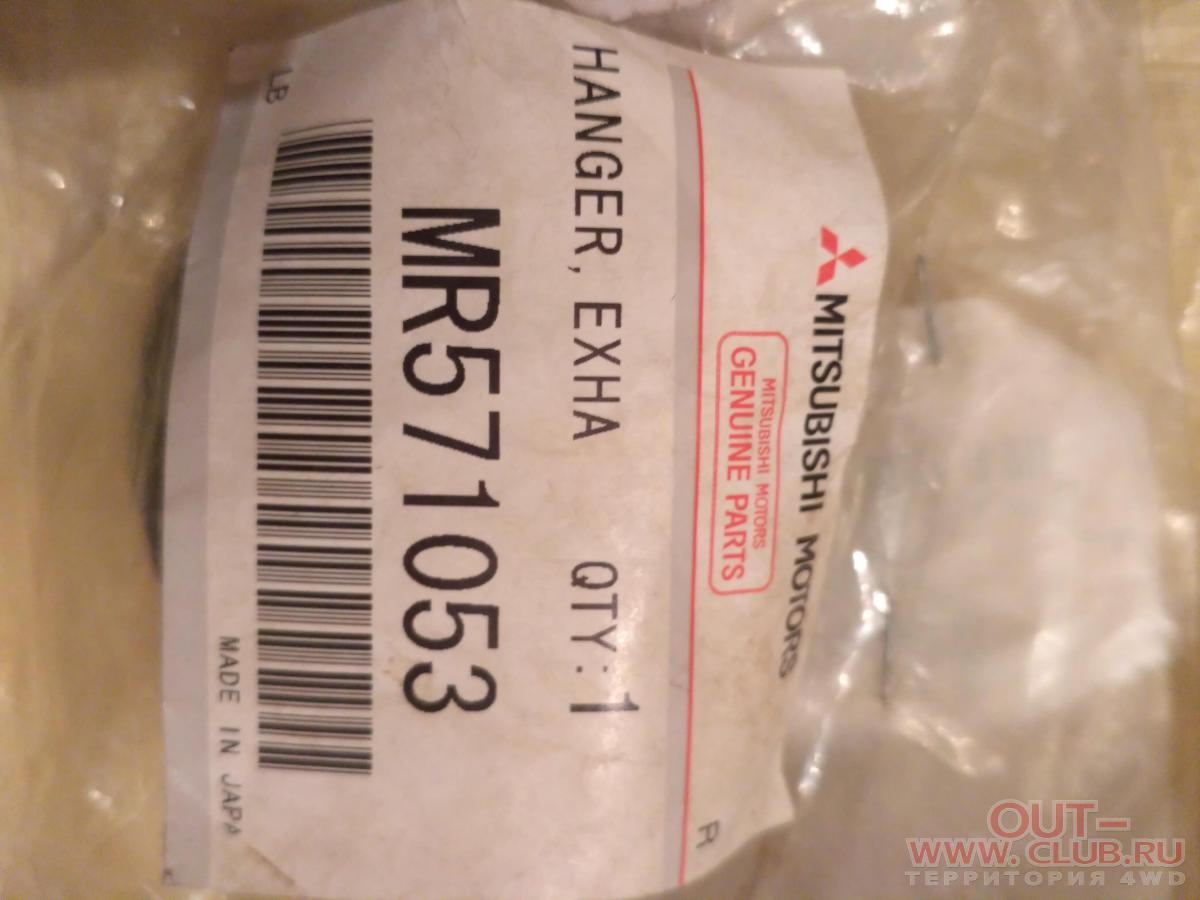 MITSUBISHI MOTORS
MITSUBISHI MOTORS
GENUINE PARTS
R
HANGER, EXHA QTY:1
MR571053
LB
MADE IN JAPA
OUT-
WWW.CLUB.RU
ТЕРРИТОРИЯ 4WD